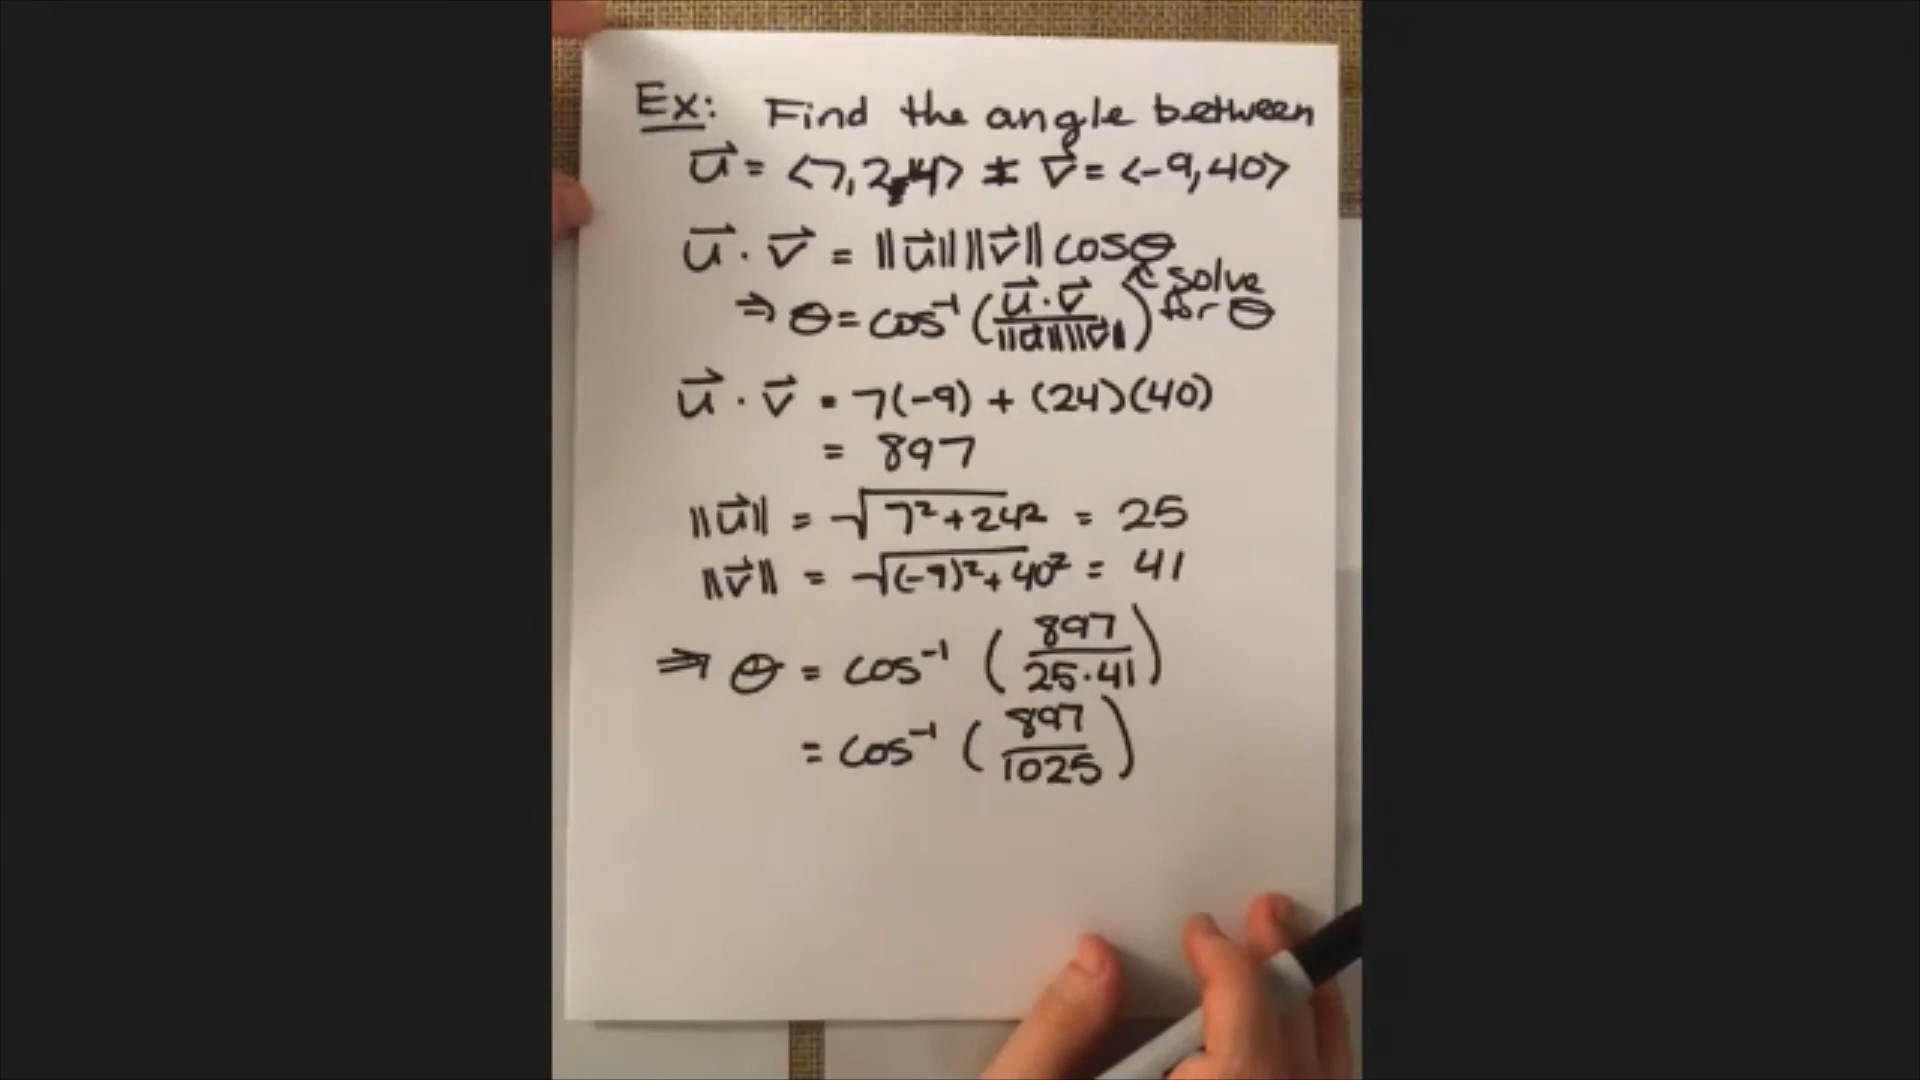 Ex: Find the angle between
u⃗ = <7, 24> & v⃗ = <-9, 40>
u⃗ · v⃗ = ||u⃗|| ||v⃗|| cosθ
solve
⇒ θ = cos⁻¹ (u⃗ · v⃗ / ||u⃗|| ||v⃗||) for θ
u⃗ · v⃗ = 7(-9) + (24)(40)
= 897
||u⃗|| = √7² + 24² = 25
||v⃗|| = √(-9)² + 40² = 41
⇒ θ = cos⁻¹ (897 / 25·41)
= cos⁻¹ (897 / 1025)